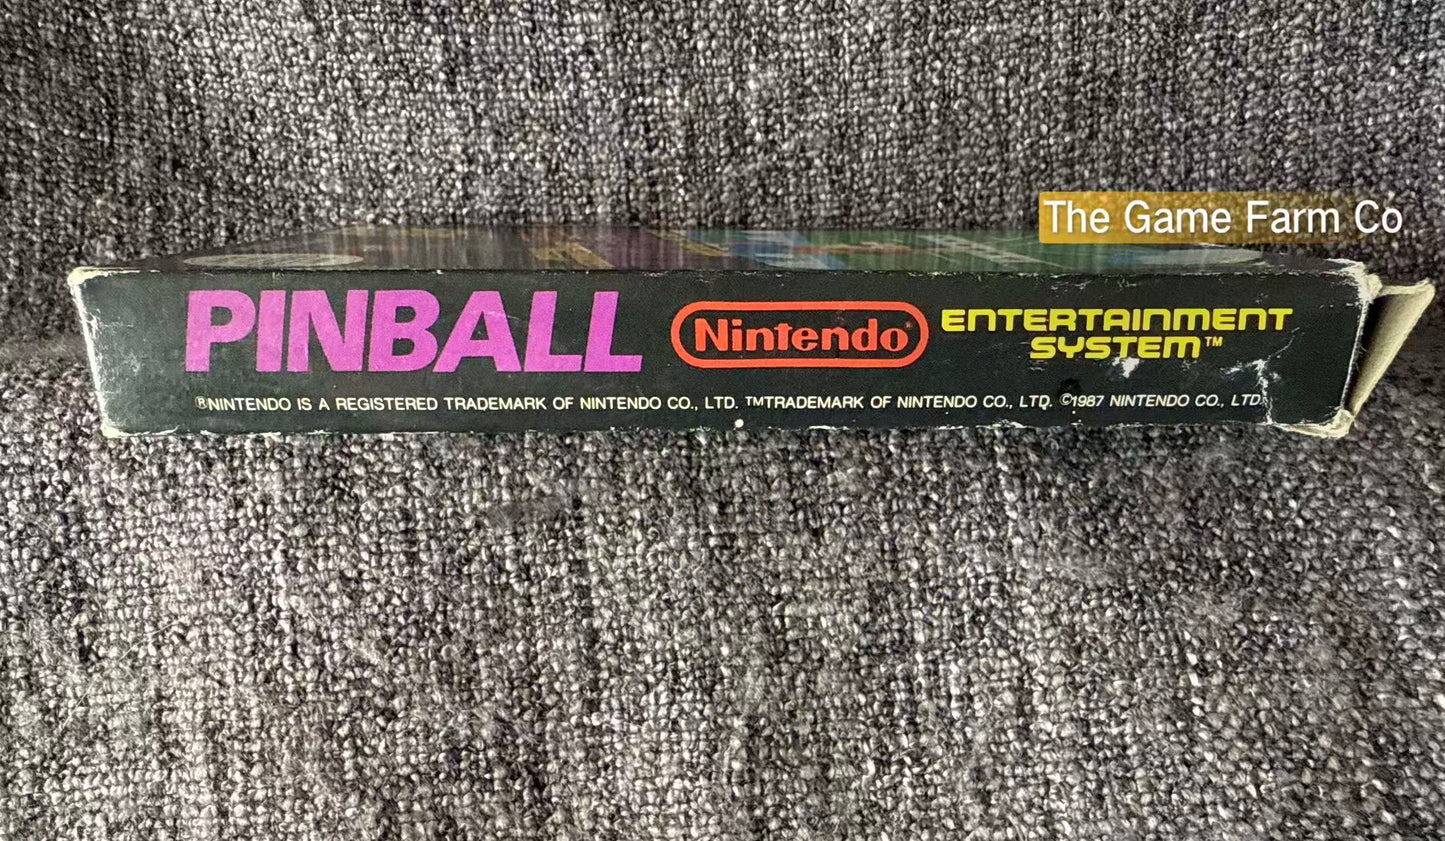 The Game Farm Co
PINBALL Nintendo® ENTERTAINMENT
SYSTEM™
®NINTENDO IS A REGISTERED TRADEMARK OF NINTENDO CO., LTD. ™TRADEMARK OF NINTENDO CO., LTD. ©1987 NINTENDO CO., LTD.